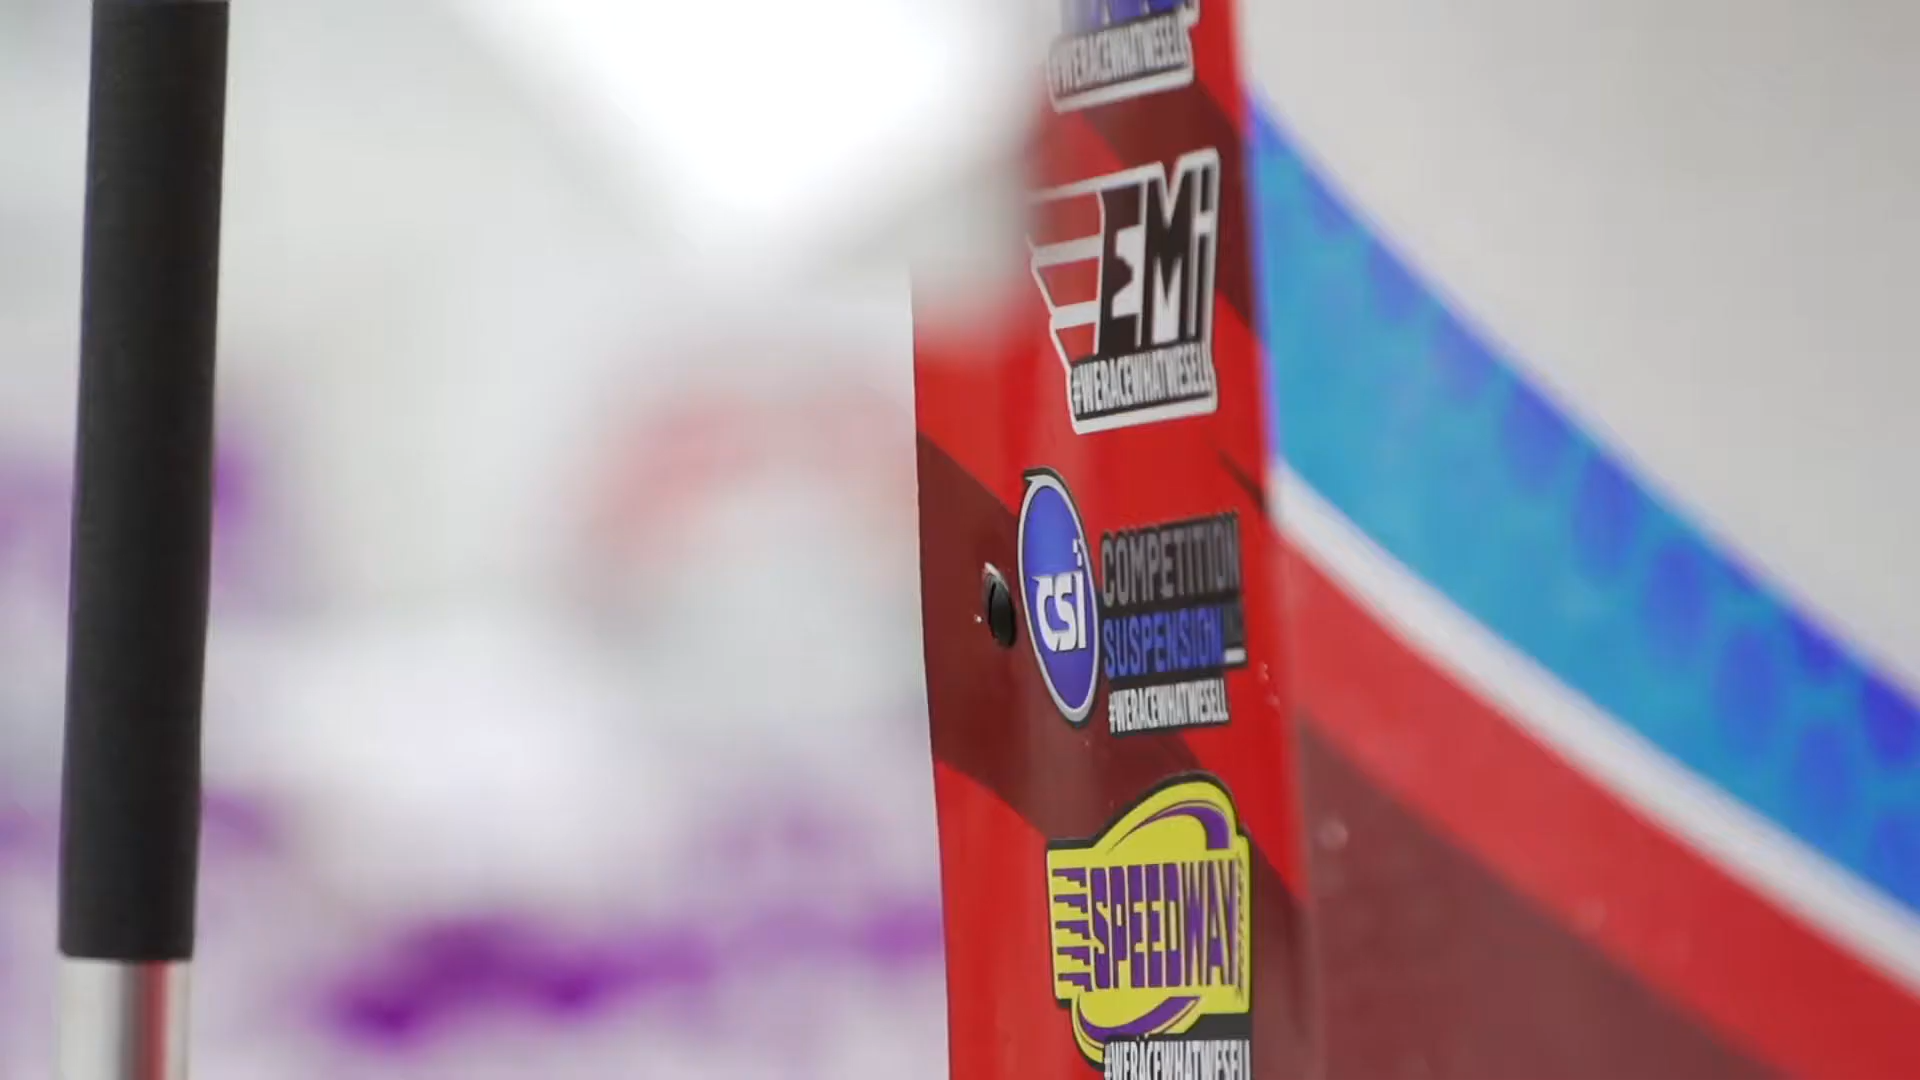 #WERACEWHATWESELL
EMi
#WERACEWHATWESELL
CSI
COMPETITION
SUSPENSION
#WERACEWHATWESELL
SPEEDWAY
#WERACEWHATWESELL